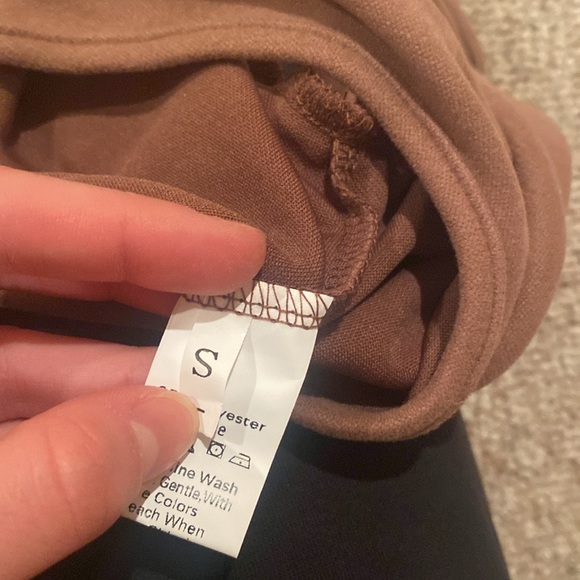 S
yester
e
ine Wash
Gentle,With
e Colors
each When